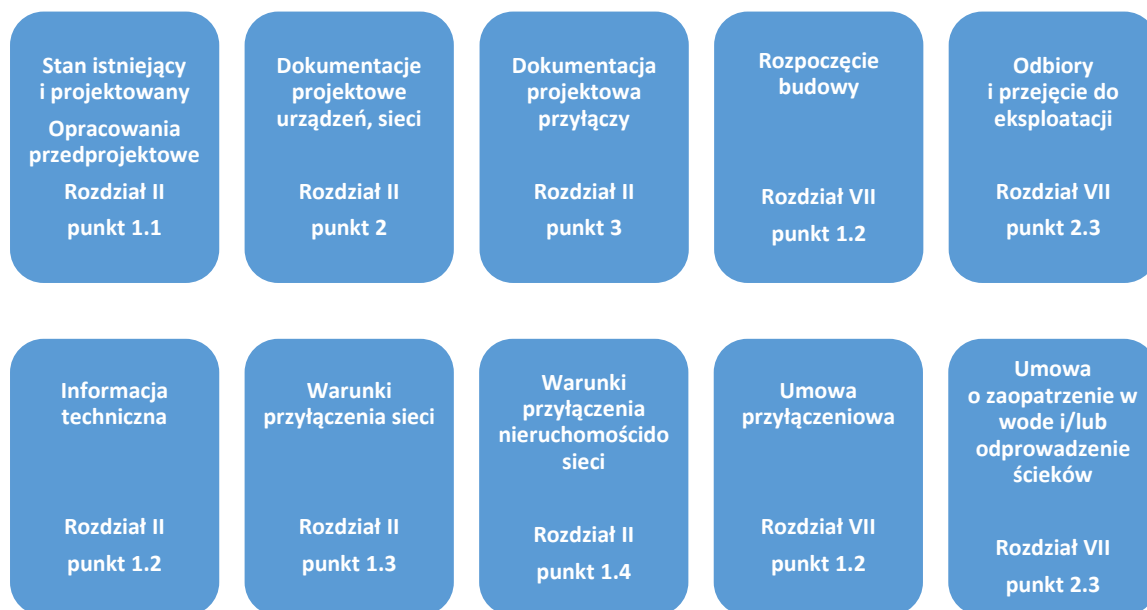 Stan istniejący
i projektowany
Opracowania
przedprojektowe
Rozdział II
punkt 1.1
Dokumentacje
projektowe
urządzeń, sieci
Rozdział II
punkt 2
Dokumentacja
projektowa
przyłączy
Rozdział II
punkt 3
Rozpoczęcie
budowy
Rozdział VII
punkt 1.2
Odbiory
i przejęcie do
eksploatacji
Rozdział VII
punkt 2.3
Informacja
techniczna
Rozdział II
punkt 1.2
Warunki
przyłączenia sieci
Rozdział II
punkt 1.3
Warunki
przyłączenia
nieruchomoścido
sieci
Rozdział II
punkt 1.4
Umowa
przyłączeniowa
Rozdział VII
punkt 1.2
Umowa
o zaopatrzenie w
wode i/lub
odprowadzenie
ścieków
Rozdział VII
punkt 2.3